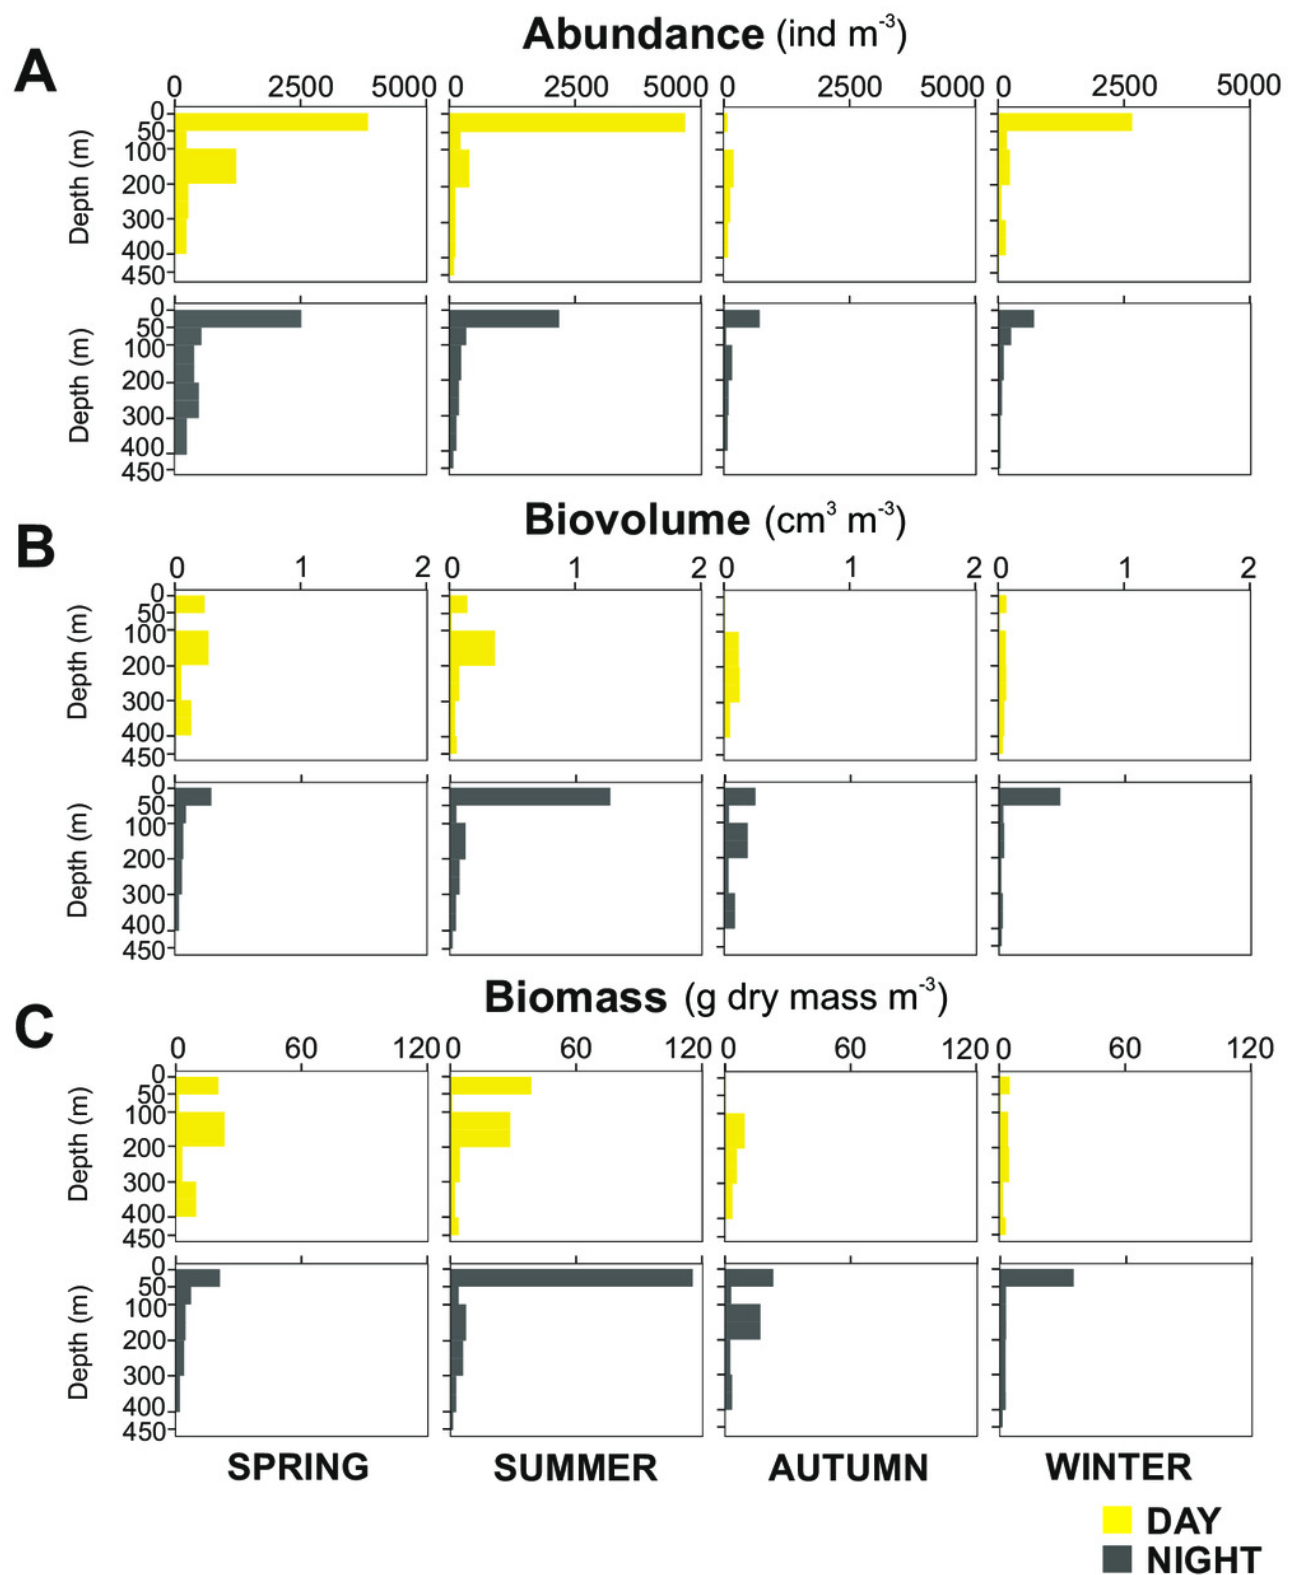 Abundance (ind m⁻³)
A
0 2500 5000 0 2500 5000 0 2500 5000 0 2500 5000
Depth (m)
0
50
100
200
300
400
450
Depth (m)
0
50
100
200
300
400
450
Biovolume (cm³ m⁻³)
B
0 1 2 0 1 2 0 1 2 0 1 2
Depth (m)
0
50
100
200
300
400
450
Depth (m)
0
50
100
200
300
400
450
Biomass (g dry mass m⁻³)
C
0 60 120 0 60 120 0 60 120 0 60 120
Depth (m)
0
50
100
200
300
400
450
Depth (m)
0
50
100
200
300
400
450
SPRING SUMMER AUTUMN WINTER
DAY
NIGHT